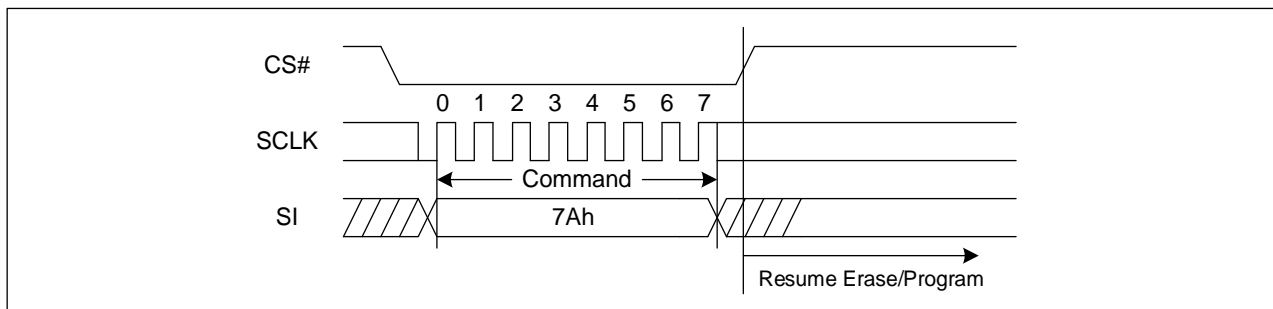 CS#
0 1 2 3 4 5 6 7
SCLK
Command
SI
7Ah
Resume Erase/Program